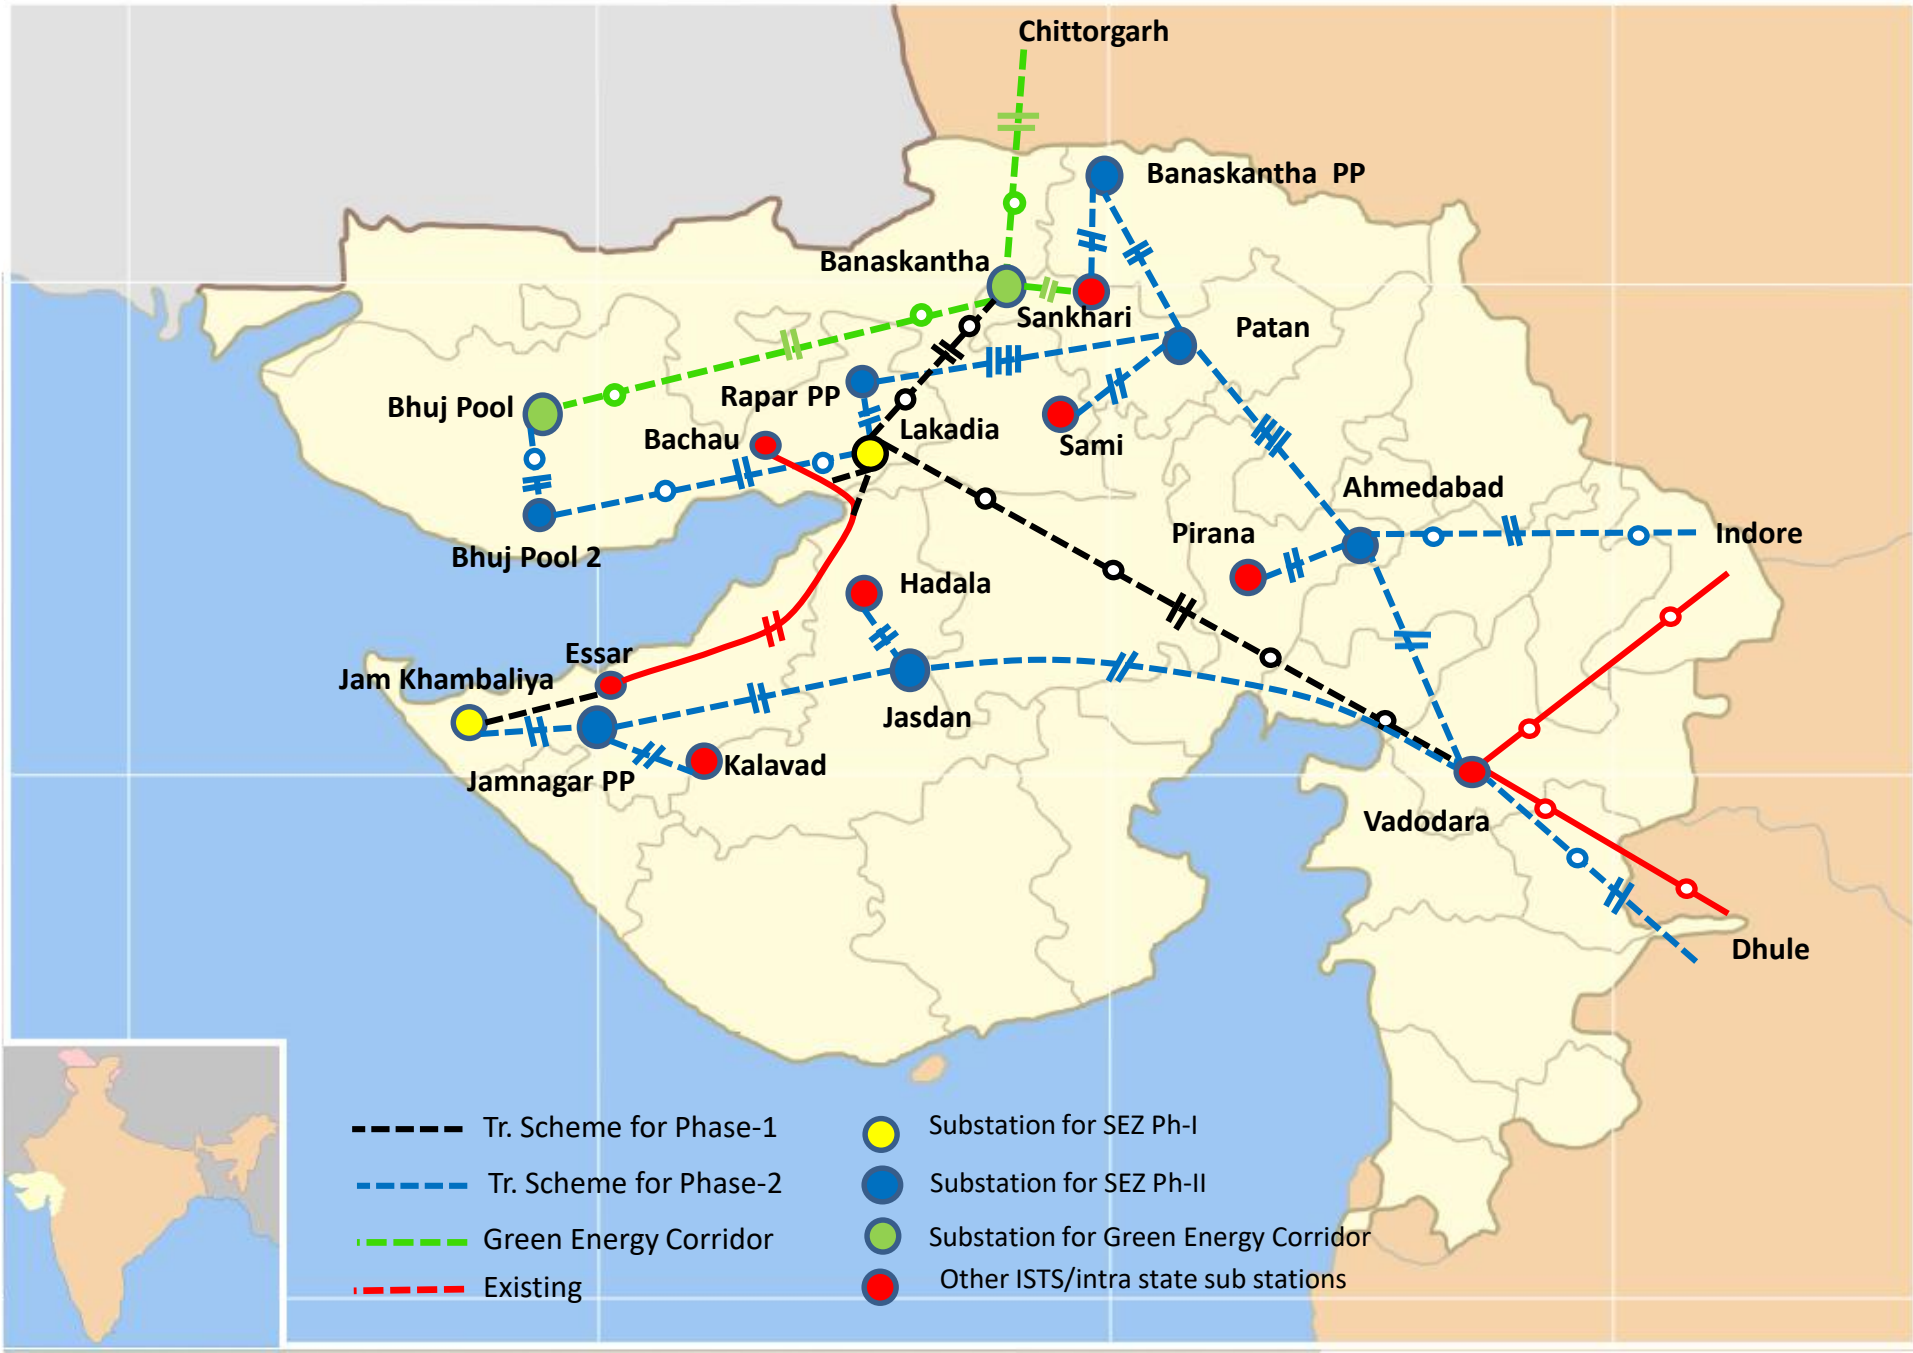 Chittorgarh
Banaskantha PP
Banaskantha
Sankhari
Patan
Rapar PP
Bhuj Pool
Lakadia
Bachau
Sami
Ahmedabad
Pirana
Indore
Bhuj Pool 2
Hadala
Essar
Jam Khambaliya
Jasdan
Kalavad
Jamnagar PP
Vadodara
Dhule
Tr. Scheme for Phase-1
Tr. Scheme for Phase-2
Green Energy Corridor
Existing
Substation for SEZ Ph-I
Substation for SEZ Ph-II
Substation for Green Energy Corridor
Other ISTS/intra state sub stations